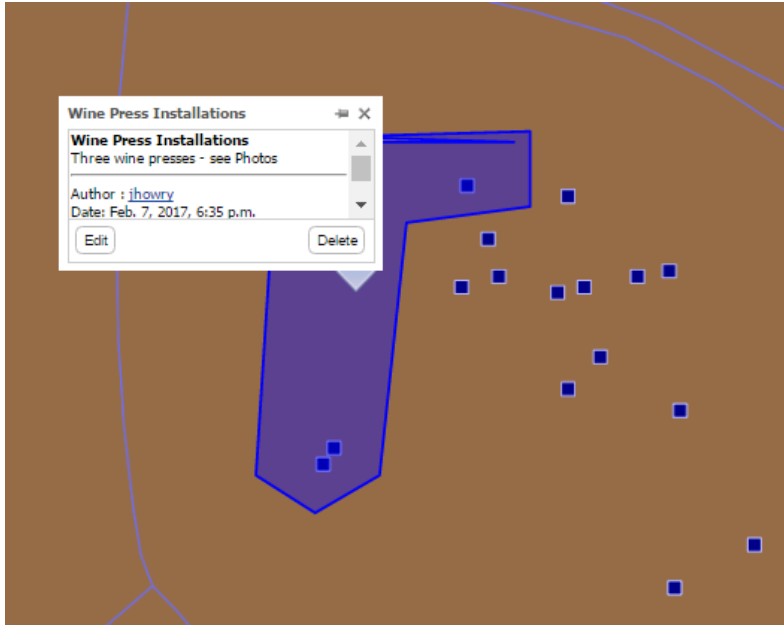 Wine Press Installations
Wine Press Installations
Three wine presses - see Photos
Author : jhowry
Date: Feb. 7, 2017, 6:35 p.m.
Edit
Delete